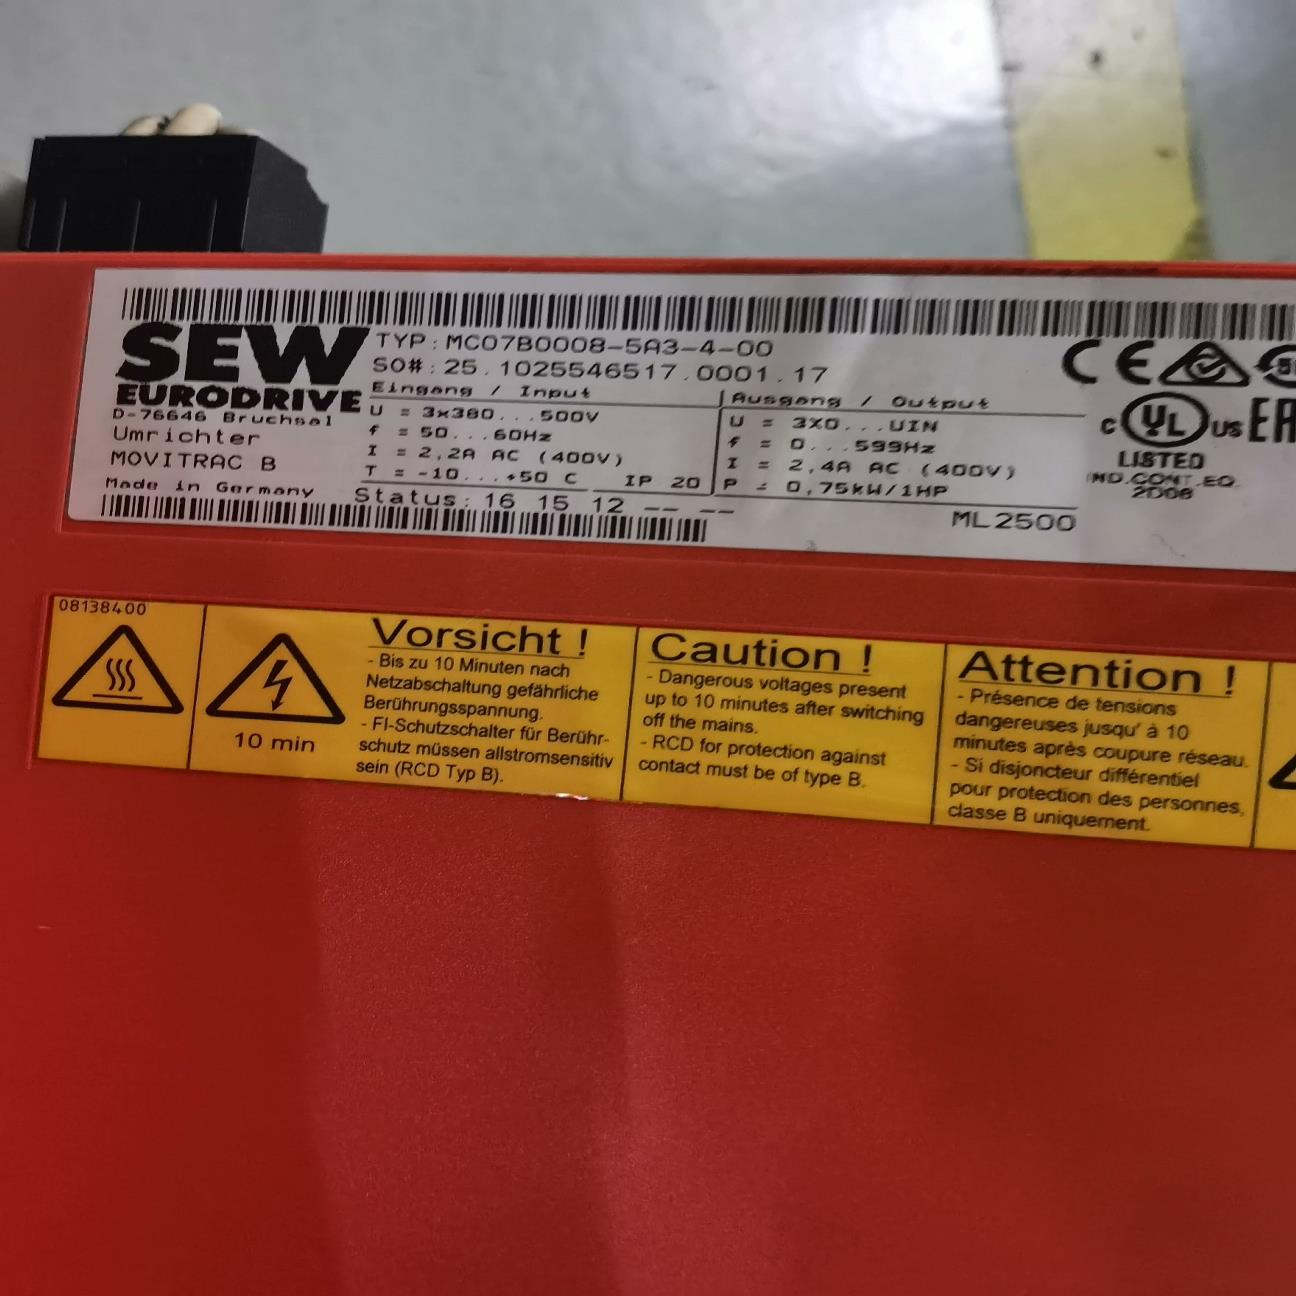 SEW
EURODRIVE
D-76646 Bruchsal
Umrichter
MOVITRAC B
Made in Germany
TYP: MC07B0008-5A3-4-00
SO#: 25.1025546517.0001.17
Eingang / Input
U = 3x380...500V
f = 50...60Hz
I = 2,2A AC (400V)
T = -10...+50 C IP 20
Status: 16 15 12 -- --
Ausgang / Output
U = 3X0...UIN
f = 0...599Hz
I = 2,4A AC (400V)
P = 0,75kW/1HP
ML2500
CE
c UL us
LISTED
IND.CONT.EQ.
2D06
08138400
10 min
Vorsicht !
- Bis zu 10 Minuten nach
Netzabschaltung gefährliche
Berührungsspannung.
- FI-Schutzschalter für Berühr-
schutz müssen allstromsensitiv
sein (RCD Typ B).
Caution !
- Dangerous voltages present
up to 10 minutes after switching
off the mains.
- RCD for protection against
contact must be of type B.
Attention !
- Présence de tensions
dangereuses jusqu' à 10
minutes après coupure réseau.
- Si disjoncteur différentiel
pour protection des personnes,
classe B uniquement.